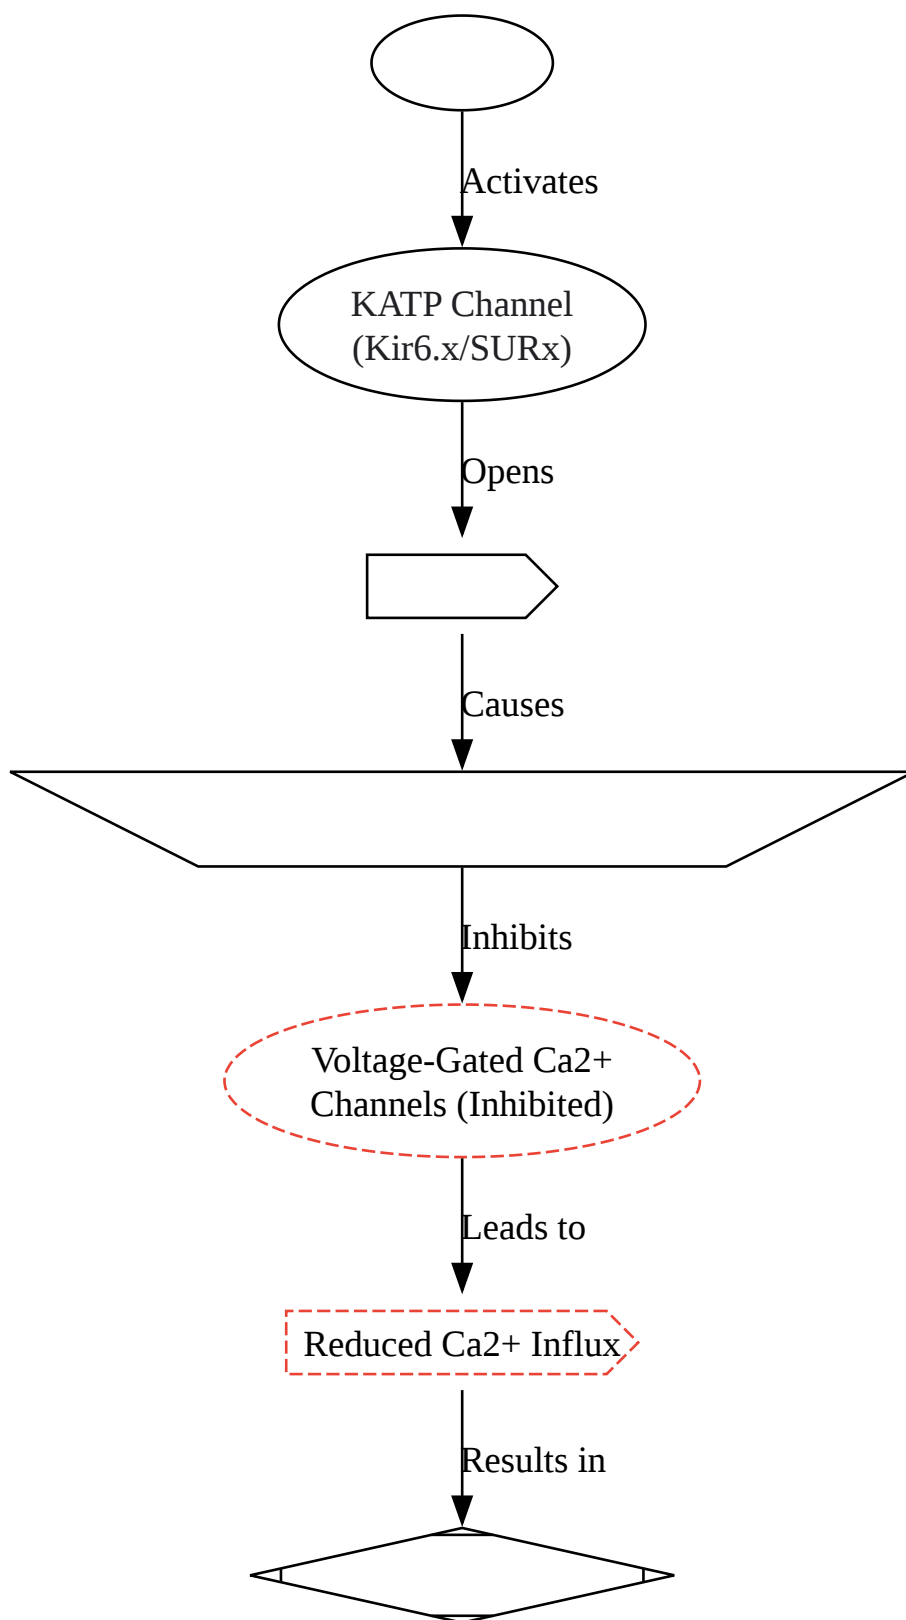 Activates
KATP Channel
(Kir6.x/SURx)
Opens
Causes
Inhibits
Voltage-Gated Ca2+
Channels (Inhibited)
Leads to
Reduced Ca2+ Influx
Results in